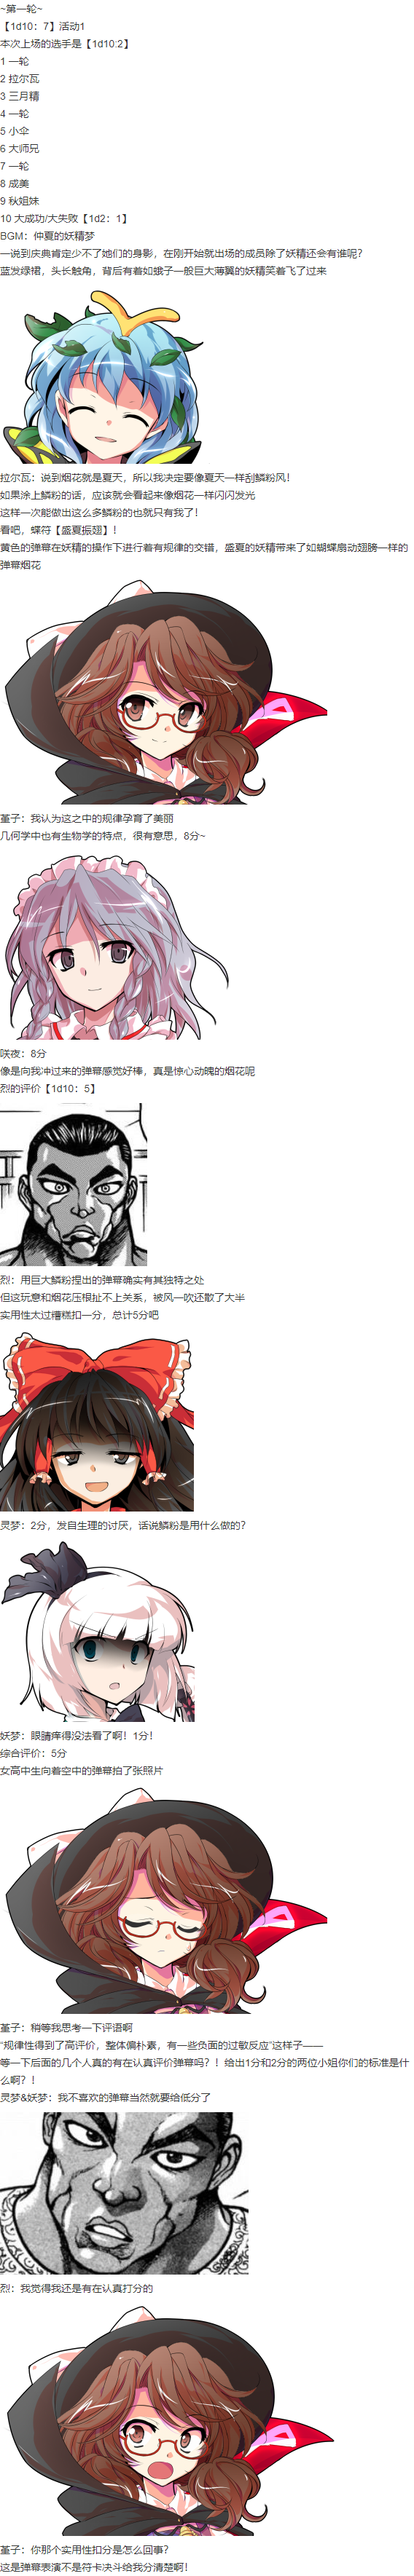 ~第一轮~
【1d10：7】活动1
本次上场的选手是【1d10:2】
1 一轮
2 拉尔瓦
3 三月精
4 一轮
5 小伞
6 大师兄
7 一轮
8 成美
9 秋姐妹
10 大成功/大失败【1d2：1】
BGM：仲夏的妖精梦
一说到庆典肯定少不了她们的身影，在刚开始就出场的成员除了妖精还会有谁呢？
蓝发绿裙，头长触角，背后有着如蛾子一般巨大薄翼的妖精笑着飞了过来
拉尔瓦：说到烟花就是夏天，所以我决定要像夏天一样刮鳞粉风！
如果涂上鳞粉的话，应该就会看起来像烟花一样闪闪发光
这样一次能做出这么多鳞粉的也就只有我了！
看吧，蝶符【盛夏振翅】！
黄色的弹幕在妖精的操作下进行着有规律的交错，盛夏的妖精带来了如蝴蝶扇动翅膀一样的
弹幕烟花
堇子：我认为这之中的规律孕育了美丽
几何学中也有生物学的特点，很有意思，8分~
咲夜：8分
像是向我冲过来的弹幕感觉好棒，真是惊心动魄的烟花呢
烈的评价【1d10：5】
烈：用巨大鳞粉捏出的弹幕确实有其独特之处
但这玩意和烟花压根扯不上关系，被风一吹还散了大半
实用性太过糟糕扣一分，总计5分吧
灵梦：2分，发自生理的讨厌，话说鳞粉是用什么做的？
妖梦：眼睛痒得没法看了啊！1分！
综合评价：5分
女高中生向着空中的弹幕拍了张照片
堇子：稍等我思考一下评语啊
“规律性得到了高评价，整体偏朴素，有一些负面的过敏反应”这样子——
等一下后面的几个人真的有在认真评价弹幕吗？！给出1分和2分的两位小姐你们的标准是什
么啊？！
灵梦&妖梦：我不喜欢的弹幕当然就要给低分了
烈：我觉得我还是有在认真打分的
堇子：你那个实用性扣分是怎么回事？
这是弹幕表演不是符卡决斗给我分清楚啊！